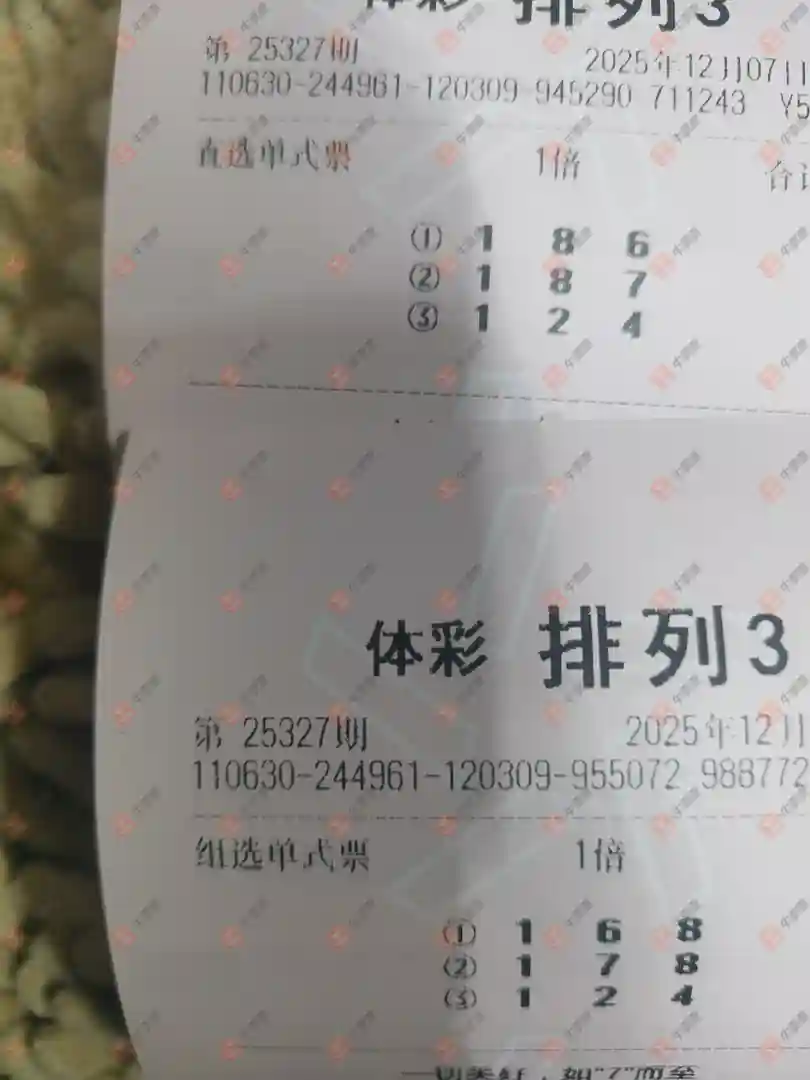 体彩 排列3
第 25327期 2025年12月07日
110630-244961-120309-945290 711243 Y5
直选单式票 1倍 合计
① 1 8 6
② 1 8 7
③ 1 2 4
体彩 排列3
第 25327期 2025年12月
110630-244961-120309-955072 988772
组选单式票 1倍
① 1 6 8
② 1 7 8
③ 1 2 4